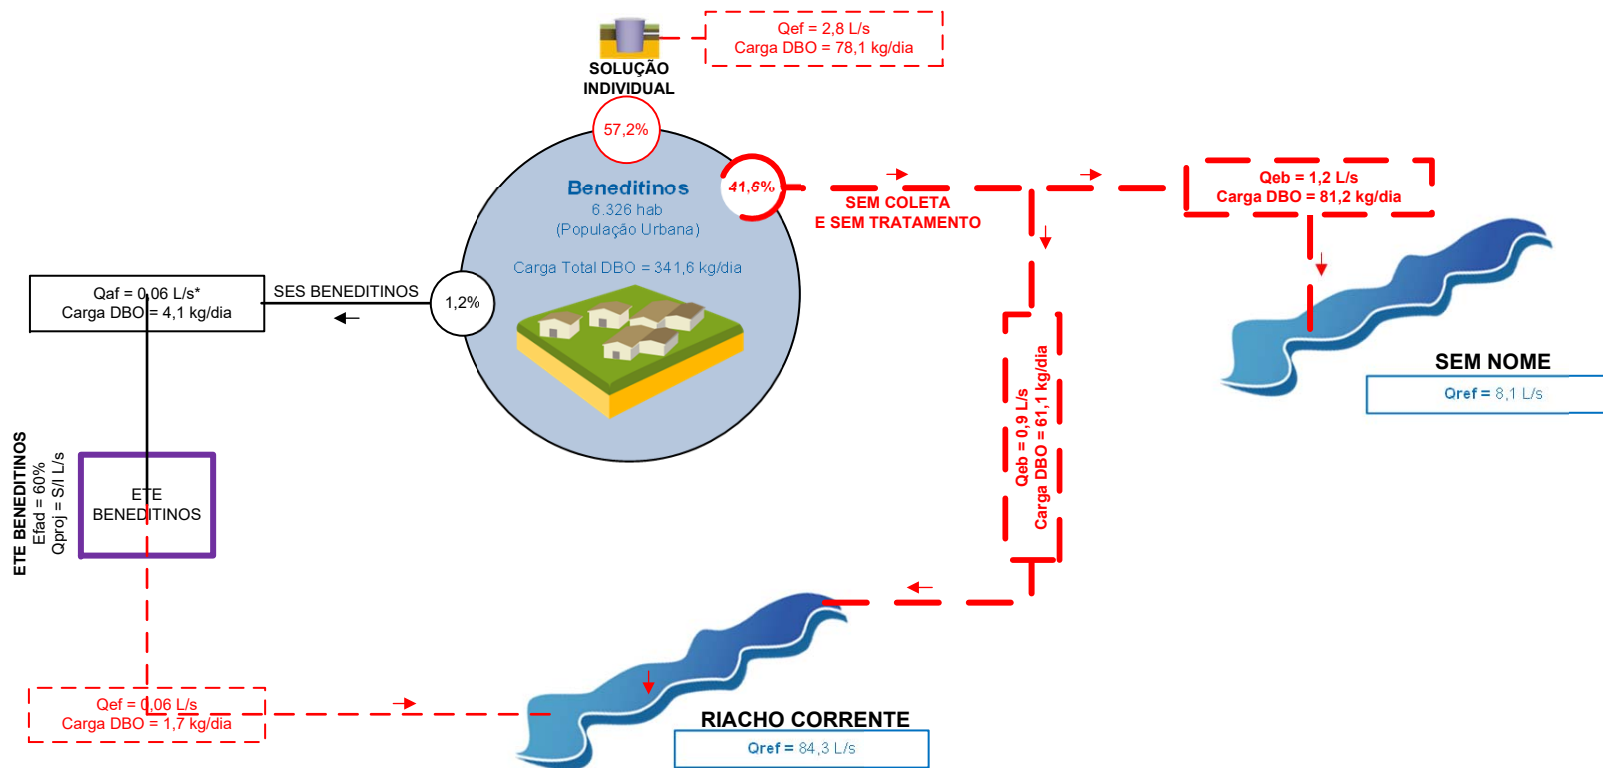 Qef = 2,8 L/s
Carga DBO = 78,1 kg/dia
SOLUÇÃO
INDIVIDUAL
57,2%
41,6%
Beneditinos
6.326 hab
(População Urbana)
Carga Total DBO = 341,6 kg/dia
SEM COLETA
E SEM TRATAMENTO
Qeb = 1,2 L/s
Carga DBO = 81,2 kg/dia
Qaf = 0,06 L/s*
Carga DBO = 4,1 kg/dia
SES BENEDITINOS
1,2%
SEM NOME
Qref = 8,1 L/s
Qeb = 0,9 L/s
Carga DBO = 61,1 kg/dia
ETE BENEDITINOS
Efad = 60%
Qproj = S/I L/s
ETE
BENEDITINOS
Qef = 0,06 L/s
Carga DBO = 1,7 kg/dia
RIACHO CORRENTE
Qref = 84,3 L/s